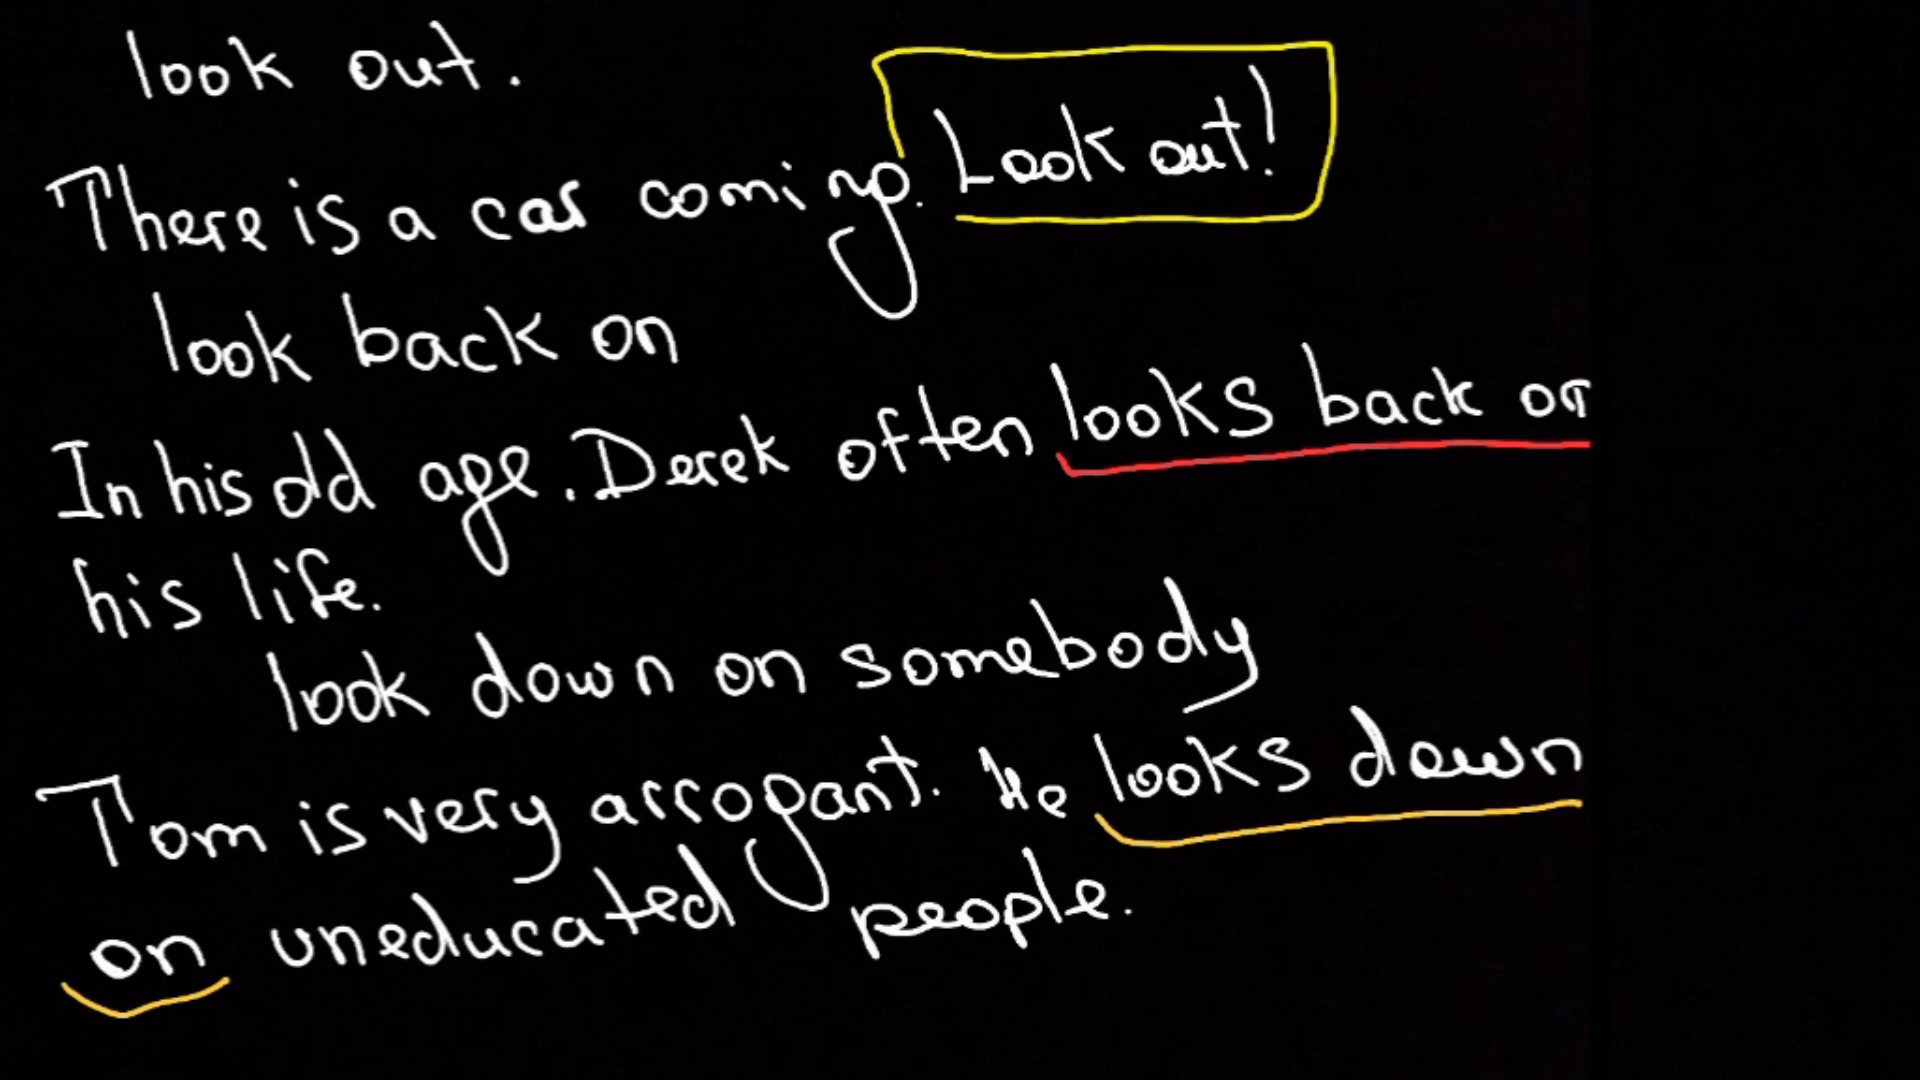 look out.
There is a car coming. Look out!
look back on
In his old age. Derek often looks back on
his life.
look down on somebody
Tom is very arrogant. He looks down
on uneducated people.